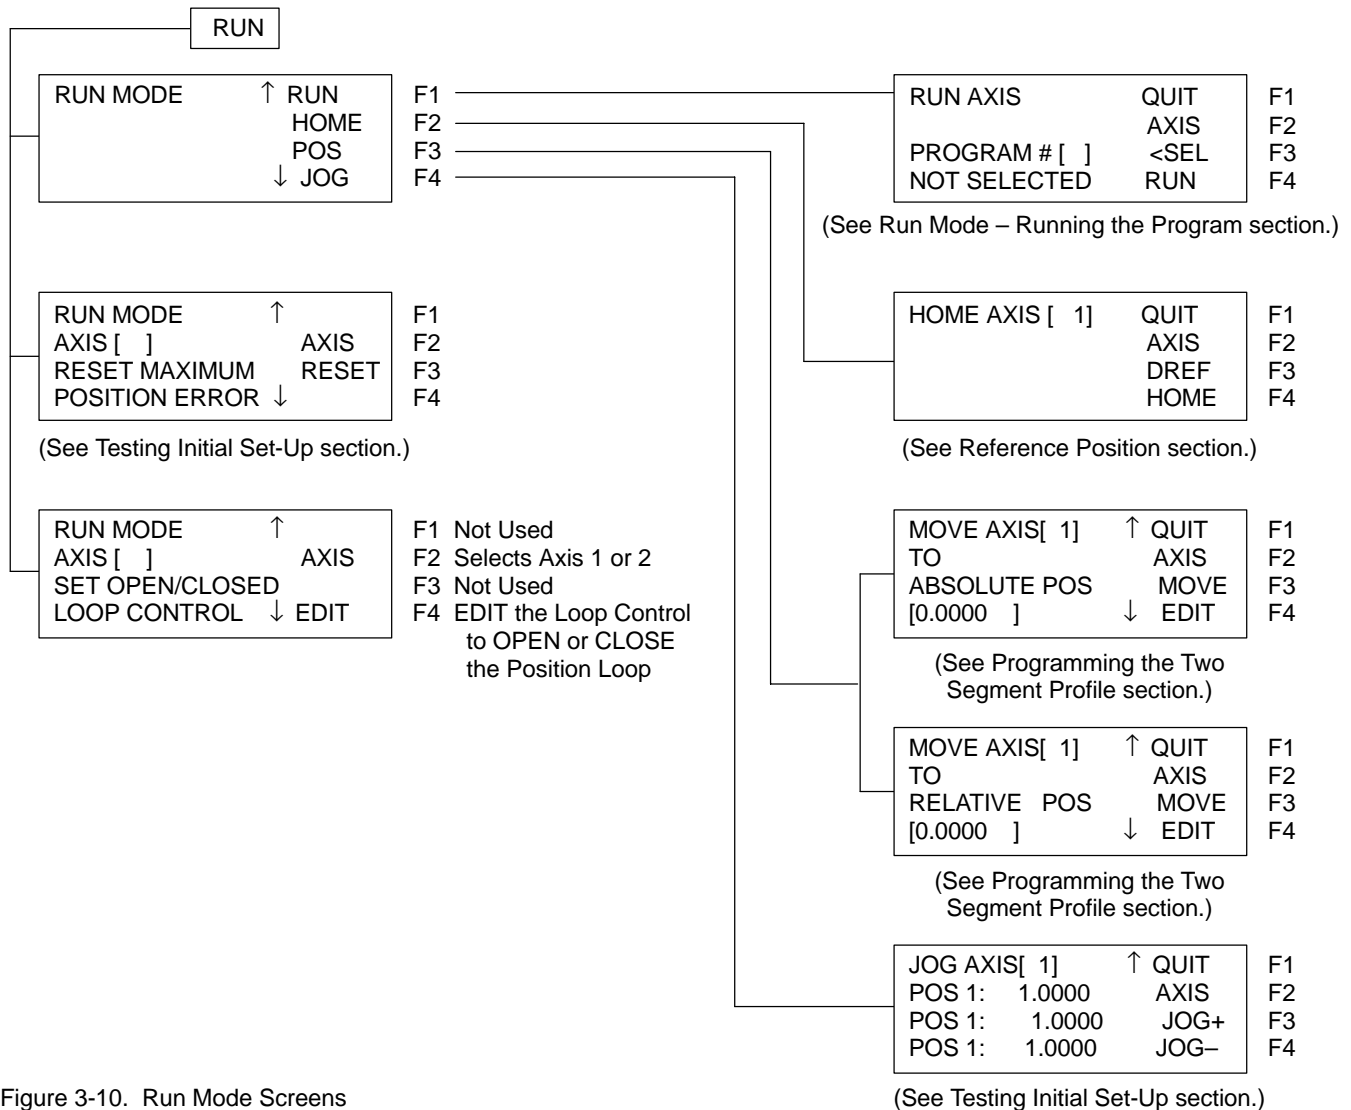 RUN
RUN MODE ↑ RUN F1
HOME F2
POS F3
↓ JOG F4
RUN AXIS QUIT F1
AXIS F2
PROGRAM # [ ] <SEL F3
NOT SELECTED RUN F4
(See Run Mode – Running the Program section.)
RUN MODE ↑ F1
AXIS [ ] AXIS F2
RESET MAXIMUM RESET F3
POSITION ERROR ↓ F4
(See Testing Initial Set-Up section.)
HOME AXIS [ 1] QUIT F1
AXIS F2
DREF F3
HOME F4
(See Reference Position section.)
RUN MODE ↑ F1 Not Used
AXIS [ ] AXIS F2 Selects Axis 1 or 2
SET OPEN/CLOSED F3 Not Used
LOOP CONTROL ↓ EDIT F4 EDIT the Loop Control
to OPEN or CLOSE
the Position Loop
MOVE AXIS[ 1] ↑ QUIT F1
TO AXIS F2
ABSOLUTE POS MOVE F3
[0.0000 ] ↓ EDIT F4
(See Programming the Two
Segment Profile section.)
MOVE AXIS[ 1] ↑ QUIT F1
TO AXIS F2
RELATIVE POS MOVE F3
[0.0000 ] ↓ EDIT F4
(See Programming the Two
Segment Profile section.)
JOG AXIS[ 1] ↑ QUIT F1
POS 1: 1.0000 AXIS F2
POS 1: 1.0000 JOG+ F3
POS 1: 1.0000 JOG– F4
(See Testing Initial Set-Up section.)
Figure 3-10. Run Mode Screens